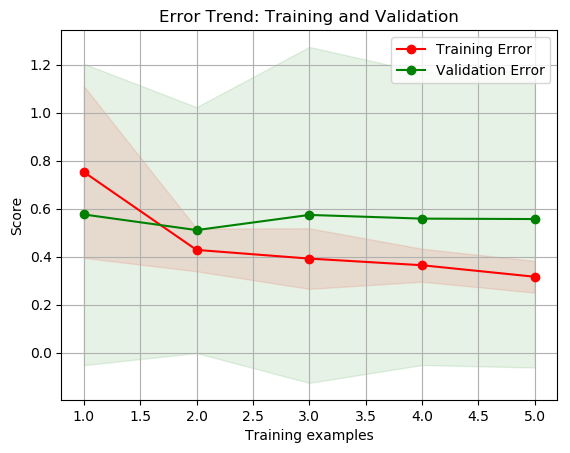 Error Trend: Training and Validation
Training Error
Validation Error
Score
1.2
1.0
0.8
0.6
0.4
0.2
0.0
1.0 1.5 2.0 2.5 3.0 3.5 4.0 4.5 5.0
Training examples